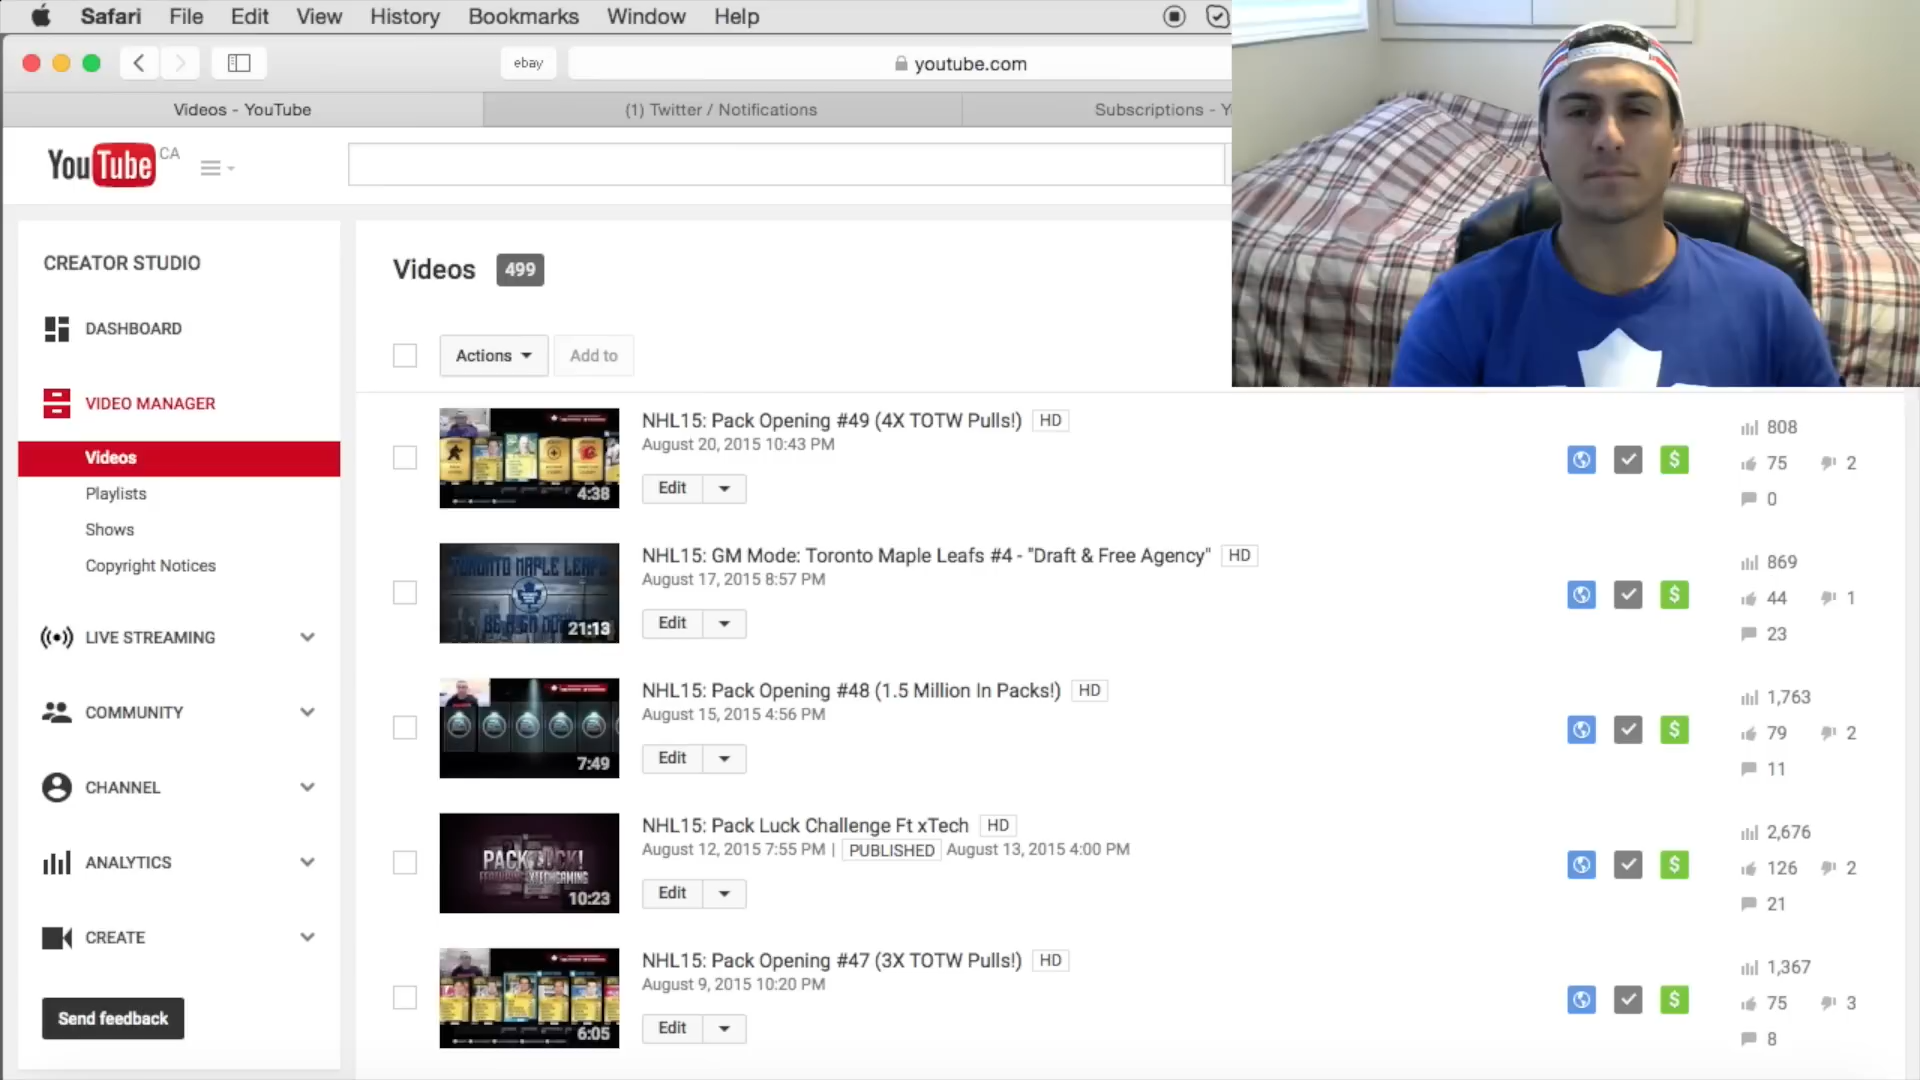 Safari File Edit View History Bookmarks Window Help
ebay
youtube.com
Videos - YouTube
(1) Twitter / Notifications
Subscriptions - Y
YouTube CA
CREATOR STUDIO
DASHBOARD
VIDEO MANAGER
Videos
Playlists
Shows
Copyright Notices
LIVE STREAMING
COMMUNITY
CHANNEL
ANALYTICS
CREATE
Send feedback
Videos 499
Actions Add to
4:38
NHL15: Pack Opening #49 (4X TOTW Pulls!) HD
August 20, 2015 10:43 PM
Edit
808
75 2
0
TORONTO MAPLE LEAFS
21:13
NHL15: GM Mode: Toronto Maple Leafs #4 - "Draft & Free Agency" HD
August 17, 2015 8:57 PM
Edit
869
44 1
23
7:49
NHL15: Pack Opening #48 (1.5 Million In Packs!) HD
August 15, 2015 4:56 PM
Edit
1,763
79 2
11
PACK LUCK!
FEATURING XTECHGAMING
10:23
NHL15: Pack Luck Challenge Ft xTech HD
August 12, 2015 7:55 PM | PUBLISHED August 13, 2015 4:00 PM
Edit
2,676
126 2
21
6:05
NHL15: Pack Opening #47 (3X TOTW Pulls!) HD
August 9, 2015 10:20 PM
Edit
1,367
75 3
8